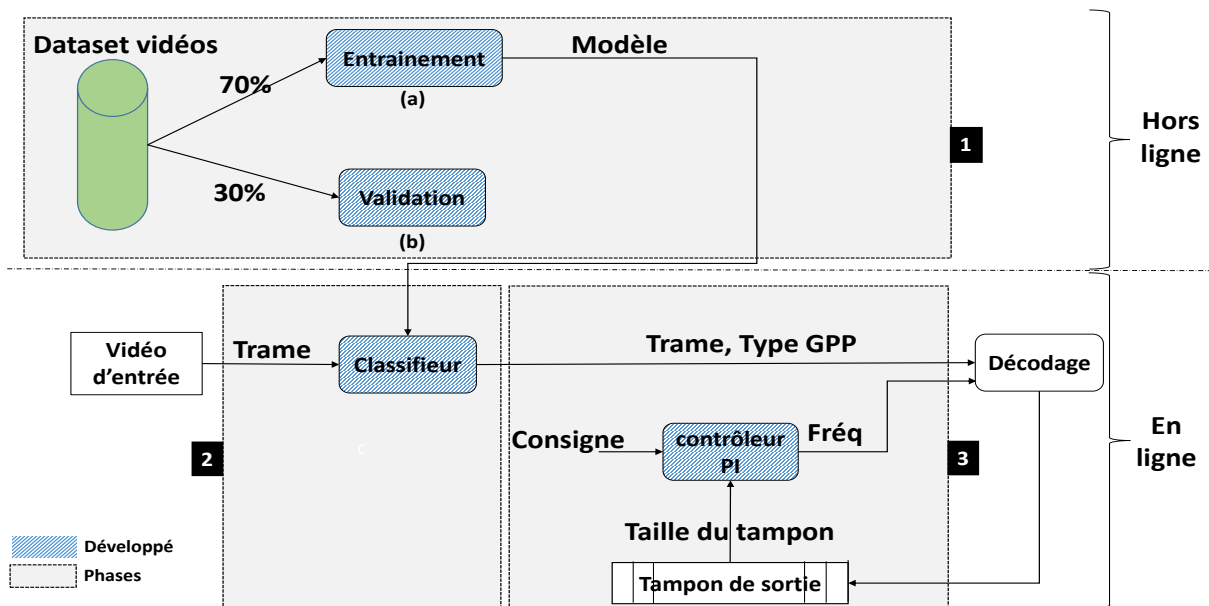 Dataset vidéos
Entrainement
Modèle
70%
(a)
1
Hors
ligne
30%
Validation
(b)
Vidéo
d'entrée
Trame
Classifieur
Trame, Type GPP
Décodage
2
c
Consigne
contrôleur
PI
Fréq
3
En
ligne
Taille du tampon
Tampon de sortie
Développé
Phases